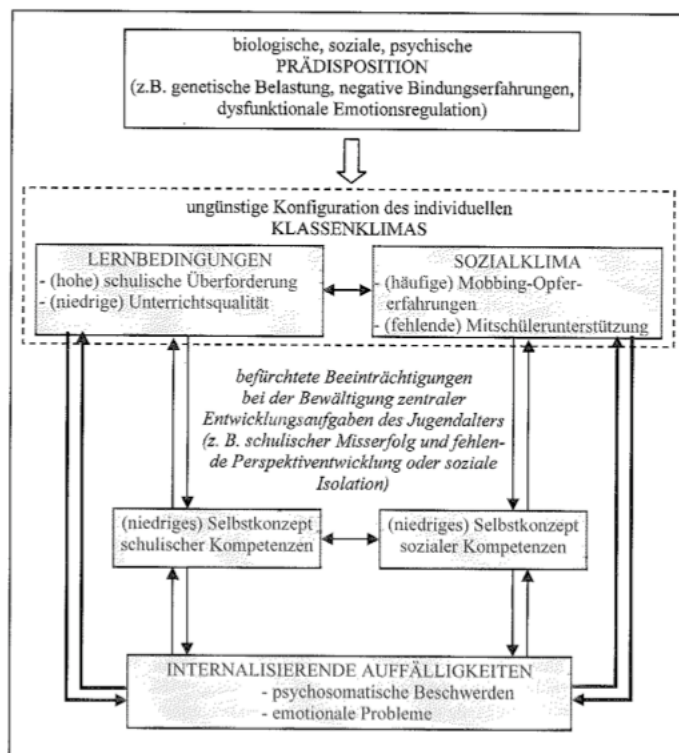 biologische, soziale, psychische
PRÄDISPOSITION
(z.B. genetische Belastung, negative Bindungserfahrungen,
dysfunktionale Emotionsregulation)
ungünstige Konfiguration des individuellen
KLASSENKLIMAS
LERNBEDINGUNGEN
- (hohe) schulische Überforderung
- (niedrige) Unterrichtsqualität
SOZIALKLIMA
- (häufige) Mobbing-Opfer-
erfahrungen
- (fehlende) Mitschülerunterstützung
befürchtete Beeinträchtigungen
bei der Bewältigung zentraler
Entwicklungsaufgaben des Jugendalters
(z. B. schulischer Misserfolg und fehlen-
de Perspektiventwicklung oder soziale
Isolation)
(niedriges) Selbstkonzept
schulischer Kompetenzen
(niedriges) Selbstkonzept
sozialer Kompetenzen
INTERNALISIERENDE AUFFÄLLIGKEITEN
- psychosomatische Beschwerden
- emotionale Probleme